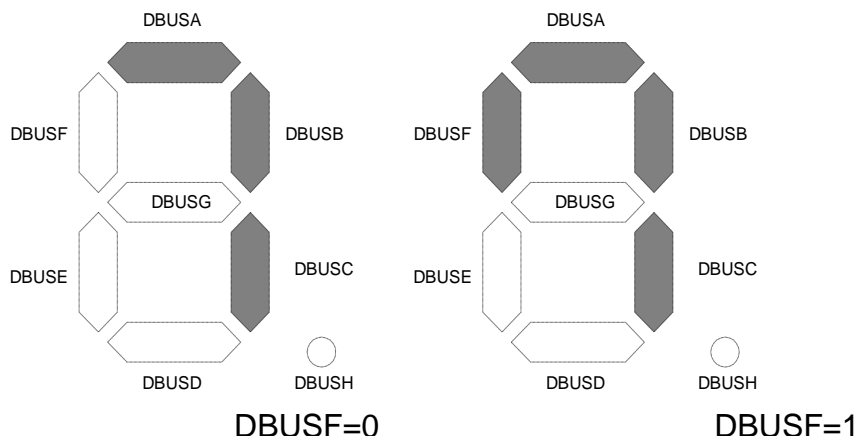 DBUSA DBUSA
DBUSF DBUSB DBUSF DBUSB
DBUSG DBUSG
DBUSE DBUSC DBUSE DBUSC
DBUSD DBUSH DBUSD DBUSH
DBUSF=0 DBUSF=1